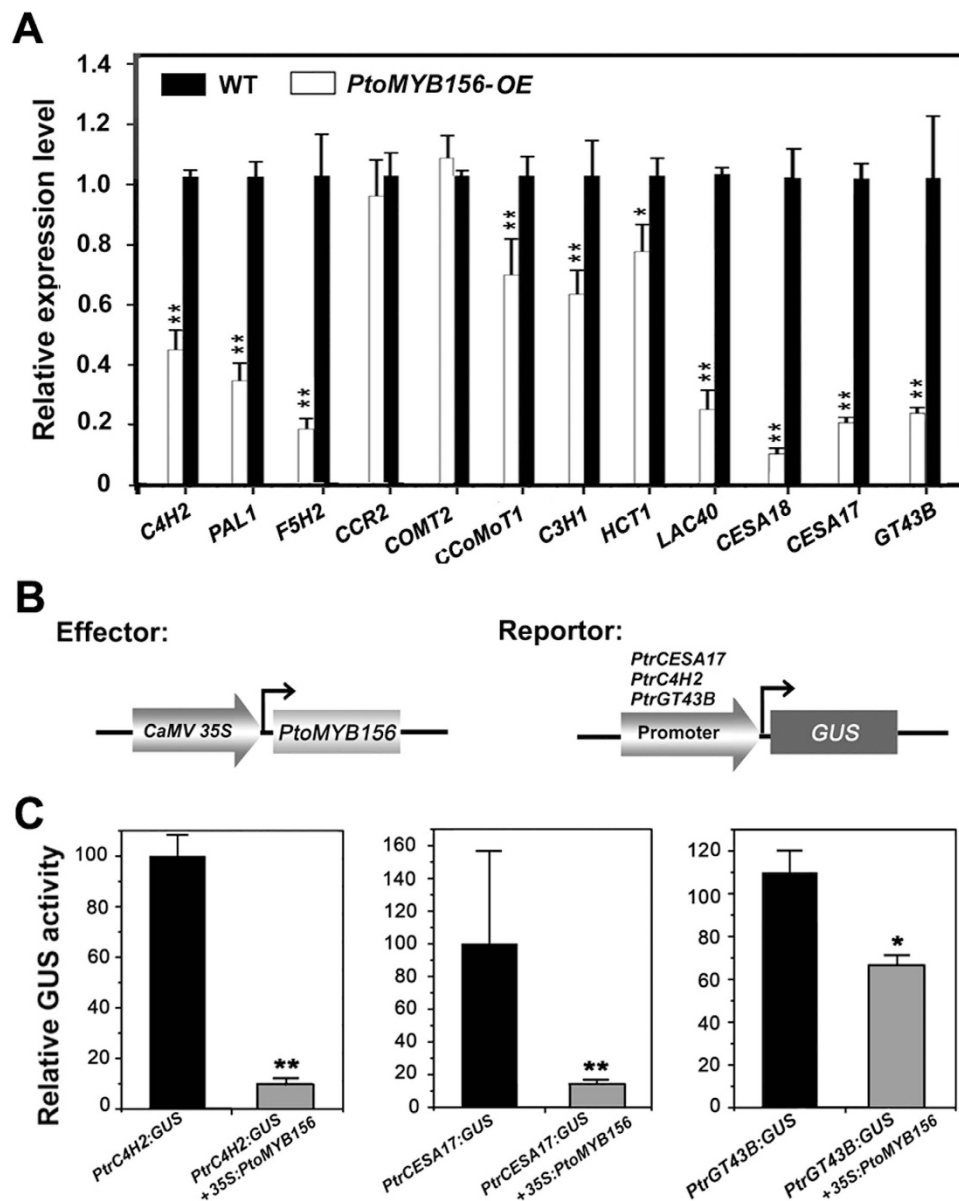 A
WT PtoMYB156-OE
Relative expression level
1.4
1.2
1.0
0.8
0.6
0.4
0.2
0
** ** ** ** ** * ** ** ** **
C4H2 PAL1 F5H2 CCR2 COMT2 CCoMoT1 C3H1 HCT1 LAC40 CESA18 CESA17 GT43B
B
Effector:
Reportor:
PtrCESA17
PtrC4H2
PtrGT43B
CaMV 35S PtoMYB156
Promoter GUS
C
Relative GUS activity
100
80
60
40
20
0
**
PtrC4H2:GUS
PtrC4H2:GUS
+35S:PtoMYB156
160
140
120
100
80
60
40
20
0
**
PtrCESA17:GUS
PtrCESA17:GUS
+35S:PtoMYB156
120
100
80
60
40
20
0
*
PtrGT43B:GUS
PtrGT43B:GUS
+35S:PtoMYB156